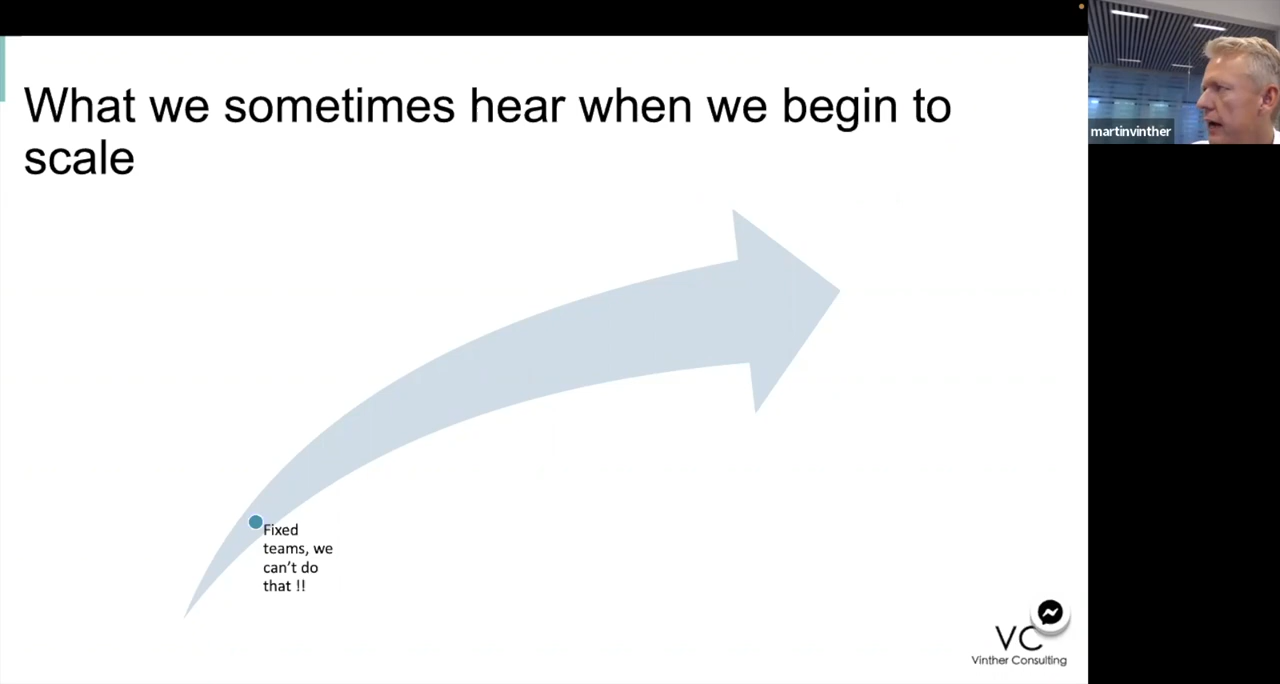 What we sometimes hear when we begin to
scale
martinvinther
Fixed
teams, we
can't do
that !!
VC
Vinther Consulting